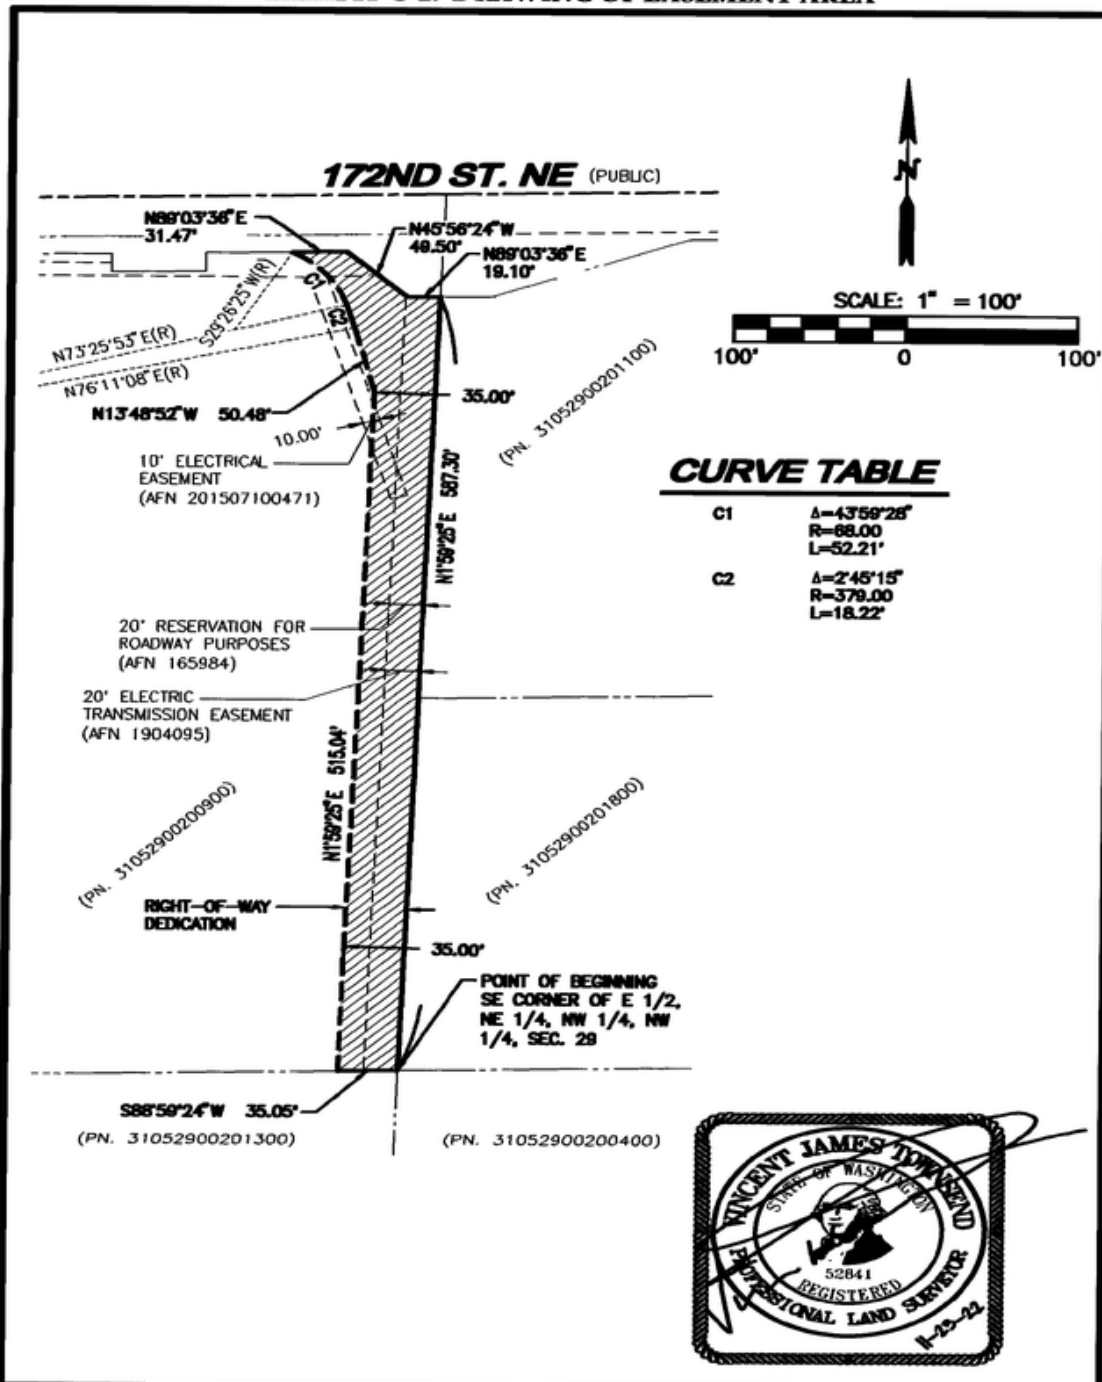 172ND ST. NE (PUBLIC)
N89°03'36"E
31.47'
N45°56'24"W
49.50'
N89°03'36"E
19.10'
N
SCALE: 1" = 100'
100'
0
100'
C1
C2
S29°26'25"W(R)
N73°25'53"E(R)
N76°11'08"E(R)
N13°48'52"W 50.48'
35.00'
10.00'
(PN. 31052900201100)
10' ELECTRICAL
EASEMENT
(AFN 201507100471)
N1°59'25"E 587.30'
CURVE TABLE
C1
Δ=43°59'28"
R=68.00
L=52.21'
C2
Δ=2°45'15"
R=379.00
L=18.22'
20' RESERVATION FOR
ROADWAY PURPOSES
(AFN 165984)
20' ELECTRIC
TRANSMISSION EASEMENT
(AFN 1904095)
N1°59'25"E 515.04'
(PN. 31052900200900)
(PN. 31052900201800)
RIGHT-OF-WAY
DEDICATION
35.00'
POINT OF BEGINNING
SE CORNER OF E 1/2,
NE 1/4, NW 1/4, NW
1/4, SEC. 29
S88°59'24"W 35.05'
(PN. 31052900201300)
(PN. 31052900200400)
VINCENT JAMES TOWNSEND
STATE OF WASHINGTON
52841
REGISTERED
PROFESSIONAL LAND SURVEYOR
11-23-22